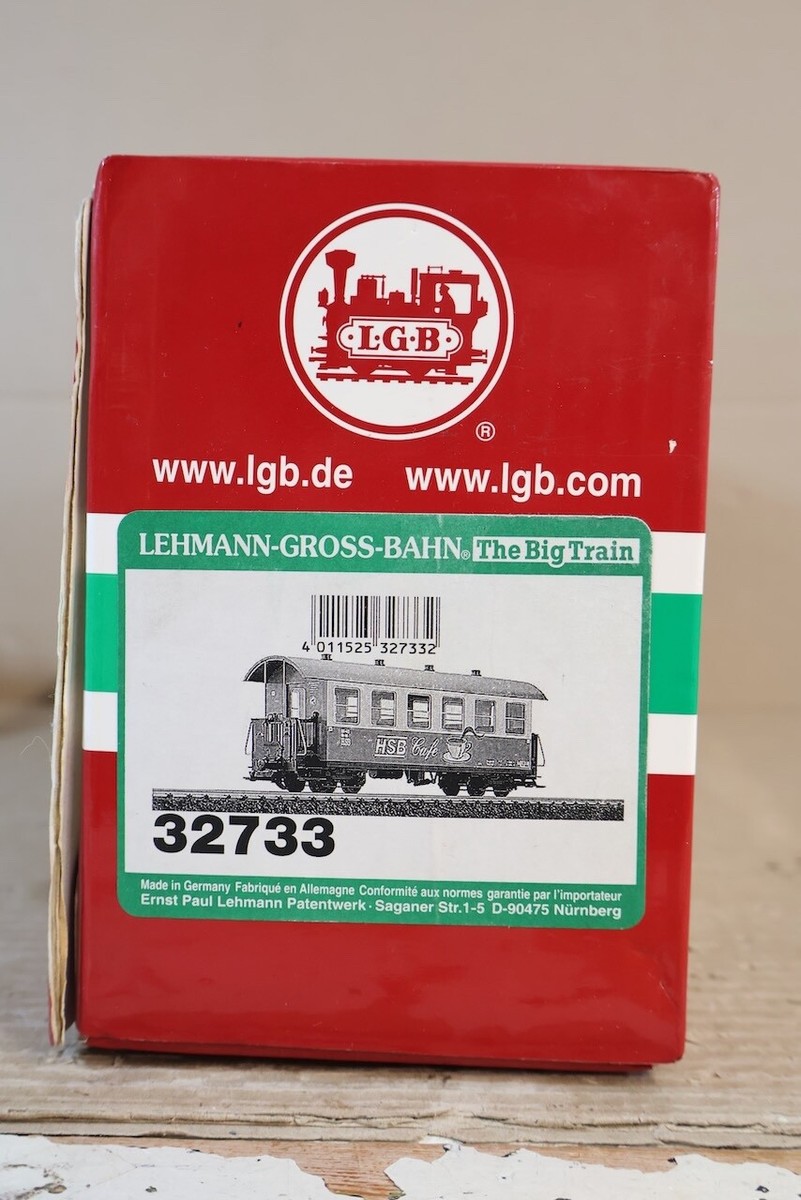 ·L·G·B·
®
www.lgb.de www.lgb.com
LEHMANN-GROSS-BAHN® The Big Train
4 011525 327332
HSB Café
32733
Made in Germany Fabriqué en Allemagne Conformité aux normes garantie par l'importateur
Ernst Paul Lehmann Patentwerk · Saganer Str.1-5 D-90475 Nürnberg